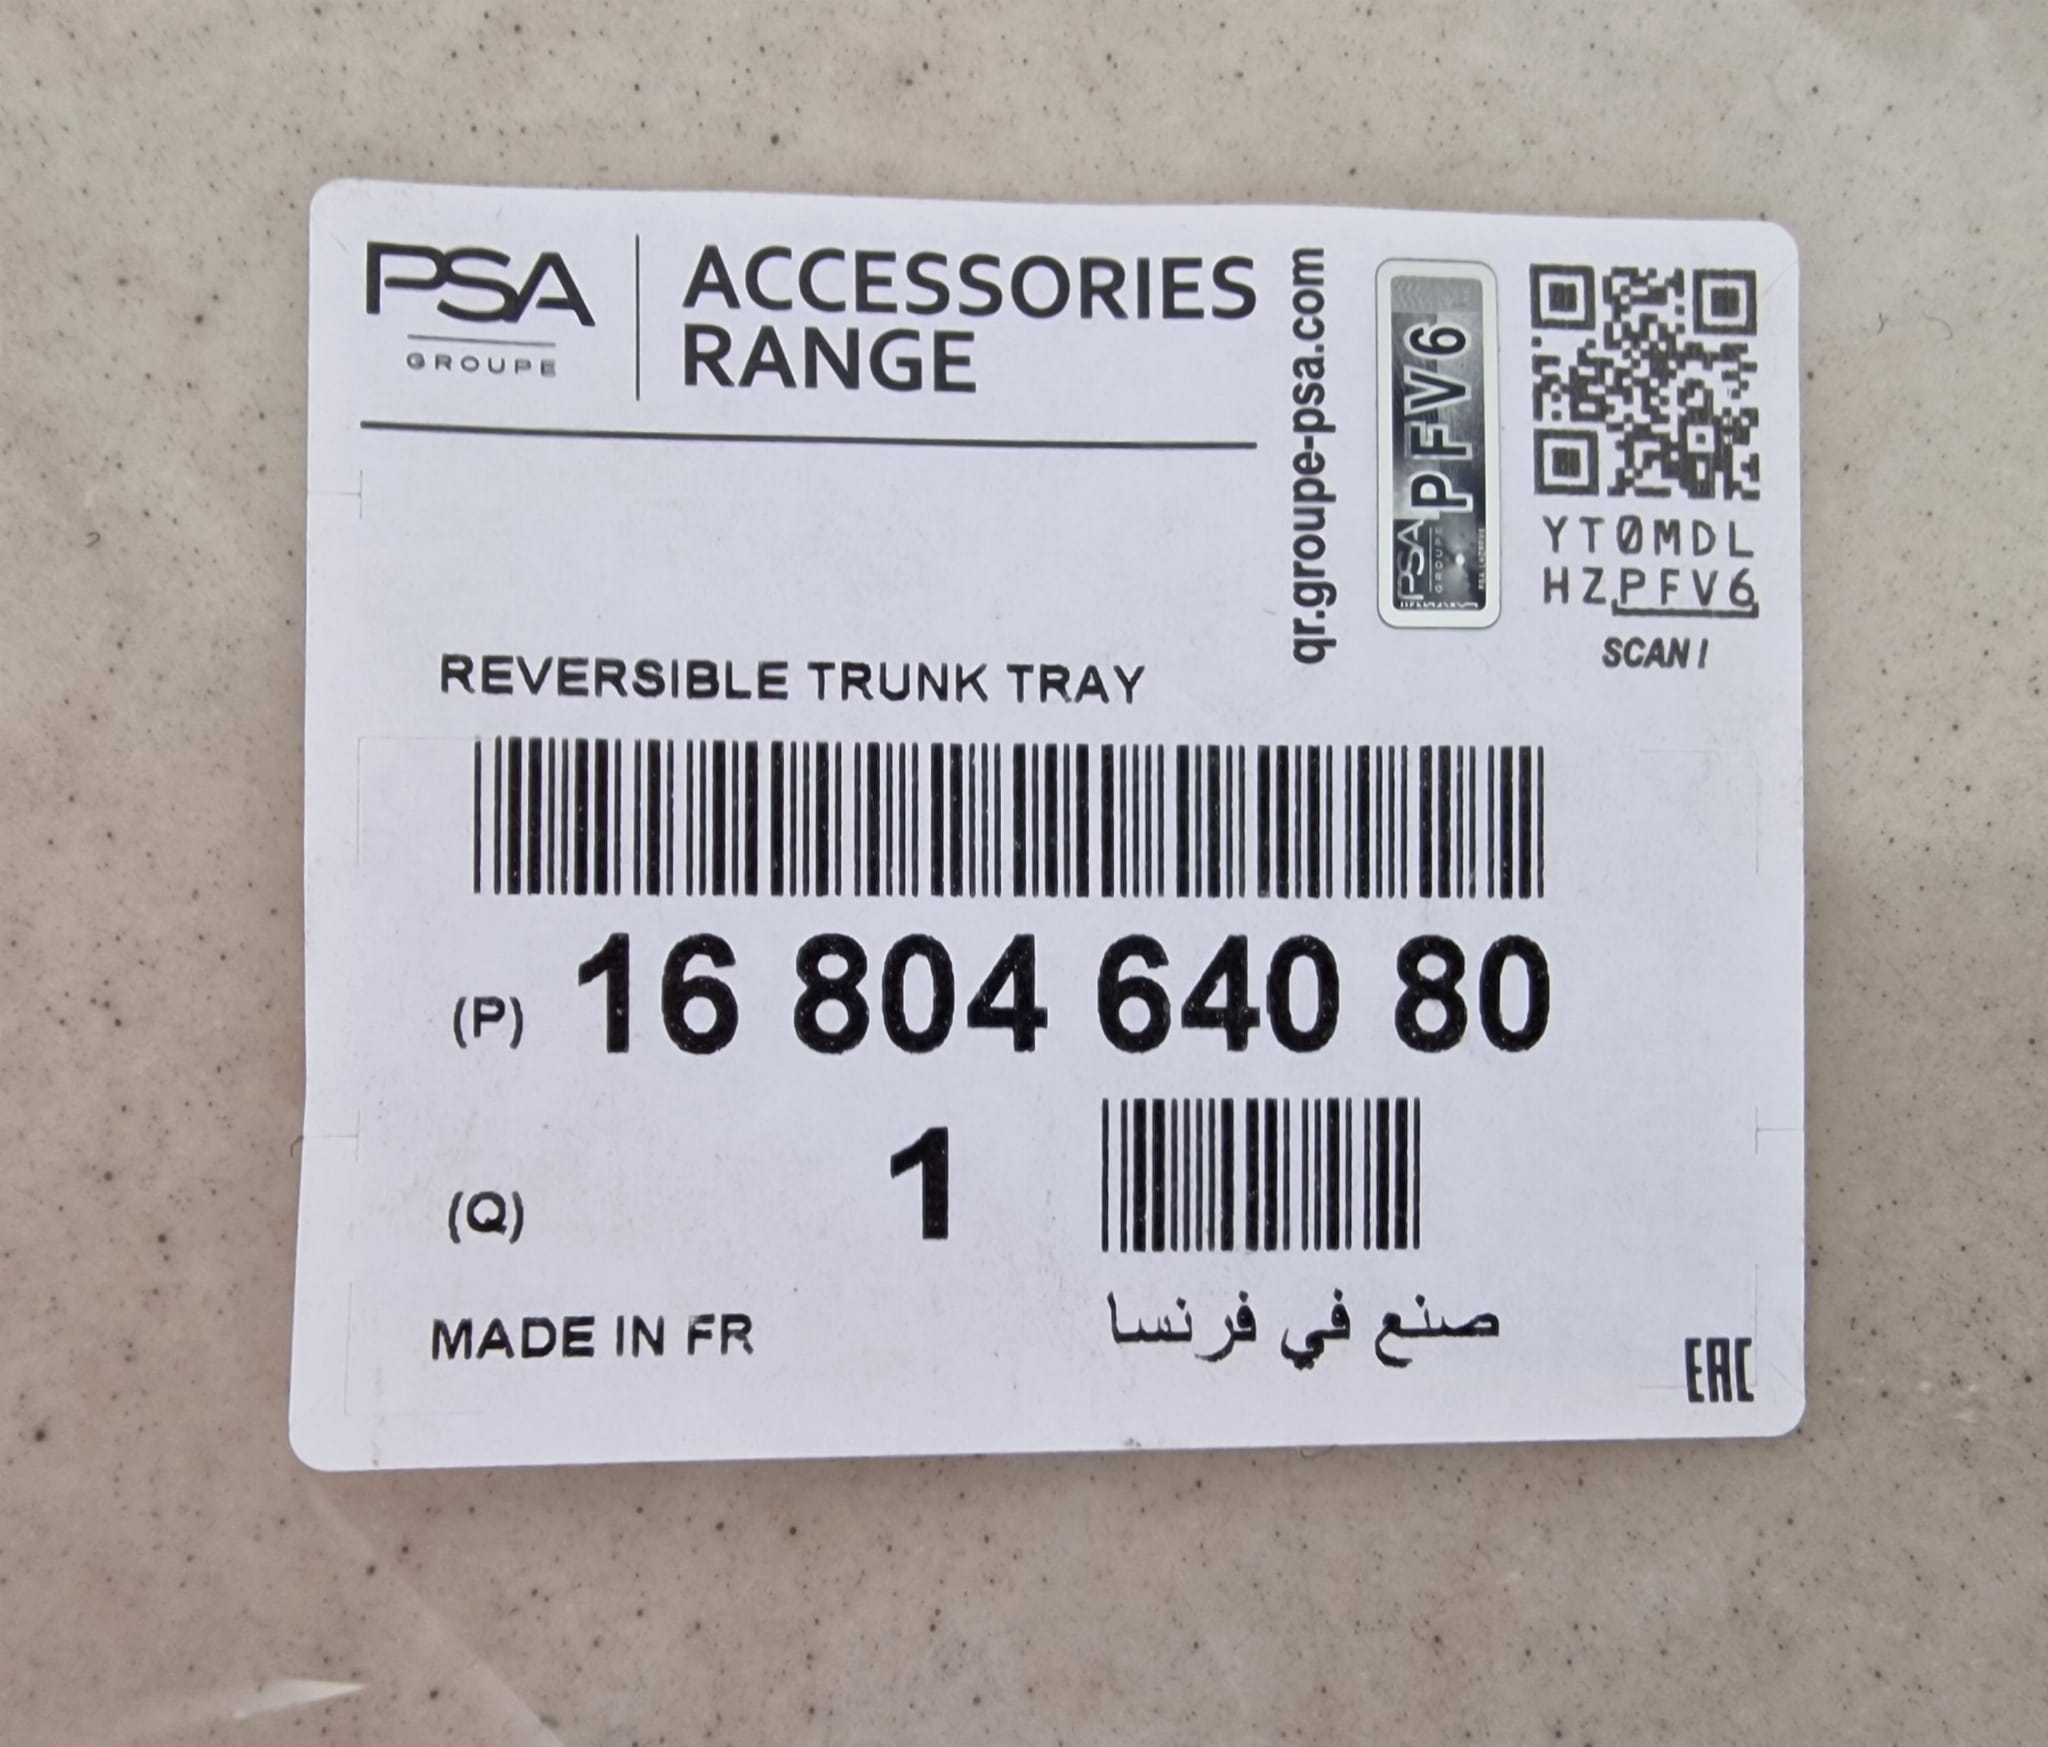 PSA
GROUPE
ACCESSORIES
RANGE
qr.groupe-psa.com
PFV6
PSA
GROUPE
YT0MDL
HZPFV6
SCAN !
REVERSIBLE TRUNK TRAY
(P) 16 804 640 80
(Q) 1
MADE IN FR
صنع في فرنسا
EAC